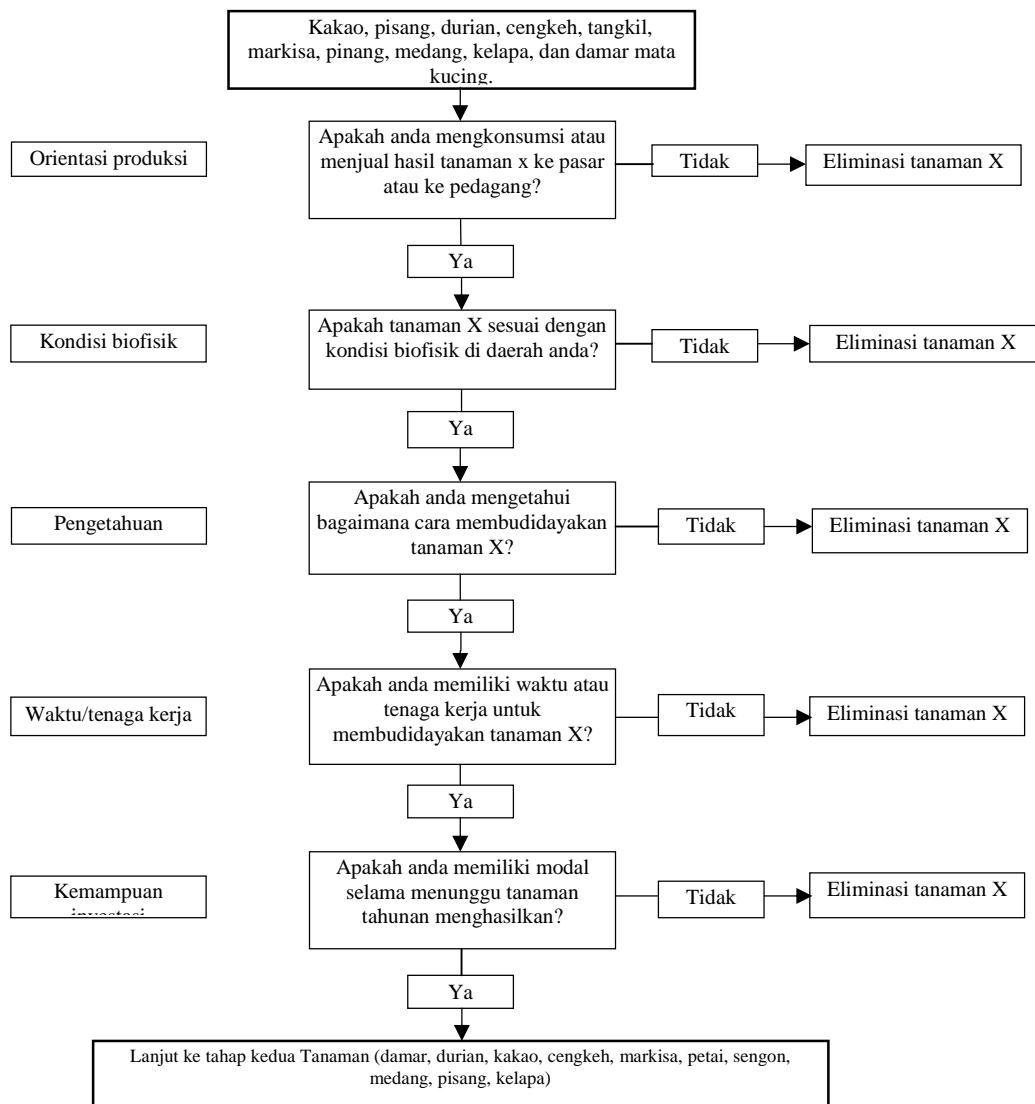 Kakao, pisang, durian, cengkeh, tangkil,
markisa, pinang, medang, kelapa, dan damar mata
kucing.
Orientasi produksi
Apakah anda mengkonsumsi atau
menjual hasil tanaman x ke pasar
atau ke pedagang?
Tidak
Eliminasi tanaman X
Ya
Kondisi biofisik
Apakah tanaman X sesuai dengan
kondisi biofisik di daerah anda?
Tidak
Eliminasi tanaman X
Ya
Pengetahuan
Apakah anda mengetahui
bagaimana cara membudidayakan
tanaman X?
Tidak
Eliminasi tanaman X
Ya
Waktu/tenaga kerja
Apakah anda memiliki waktu atau
tenaga kerja untuk
membudidayakan tanaman X?
Tidak
Eliminasi tanaman X
Ya
Kemampuan
investasi
Apakah anda memiliki modal
selama menunggu tanaman
tahunan menghasilkan?
Tidak
Eliminasi tanaman X
Ya
Lanjut ke tahap kedua Tanaman (damar, durian, kakao, cengkeh, markisa, petai, sengon,
medang, pisang, kelapa)